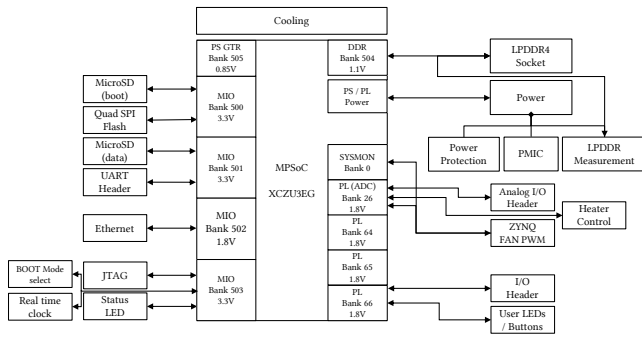 Cooling
PS GTR
Bank 505
0.85V
DDR
Bank 504
1.1V
LPDDR4
Socket
MicroSD
(boot)
MIO
Bank 500
3.3V
PS / PL
Power
Power
Quad SPI
Flash
MicroSD
(data)
MIO
Bank 501
3.3V
MPSoC
XCZU3EG
SYSMON
Bank 0
Power
Protection
PMIC
LPDDR
Measurement
UART
Header
PL (ADC)
Bank 26
1.8V
Analog I/O
Header
Heater
Control
Ethernet
MIO
Bank 502
1.8V
PL
Bank 64
1.8V
ZYNQ
FAN PWM
BOOT Mode
select
JTAG
MIO
Bank 503
3.3V
PL
Bank 65
1.8V
I/O
Header
Real time
clock
Status
LED
PL
Bank 66
1.8V
User LEDs
/ Buttons